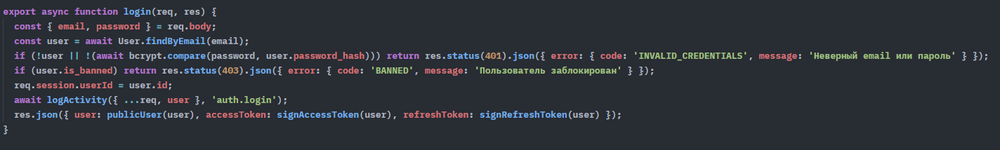 export async function login(req, res) {
const { email, password } = req.body;
const user = await User.findByEmail(email);
if (!user || !(await bcrypt.compare(password, user.password_hash))) return res.status(401).json({ error: { code: 'INVALID_CREDENTIALS', message: 'Неверный email или пароль' } });
if (user.is_banned) return res.status(403).json({ error: { code: 'BANNED', message: 'Пользователь заблокирован' } });
req.session.userId = user.id;
await logActivity({ ...req, user }, 'auth.login');
res.json({ user: publicUser(user), accessToken: signAccessToken(user), refreshToken: signRefreshToken(user) });
}